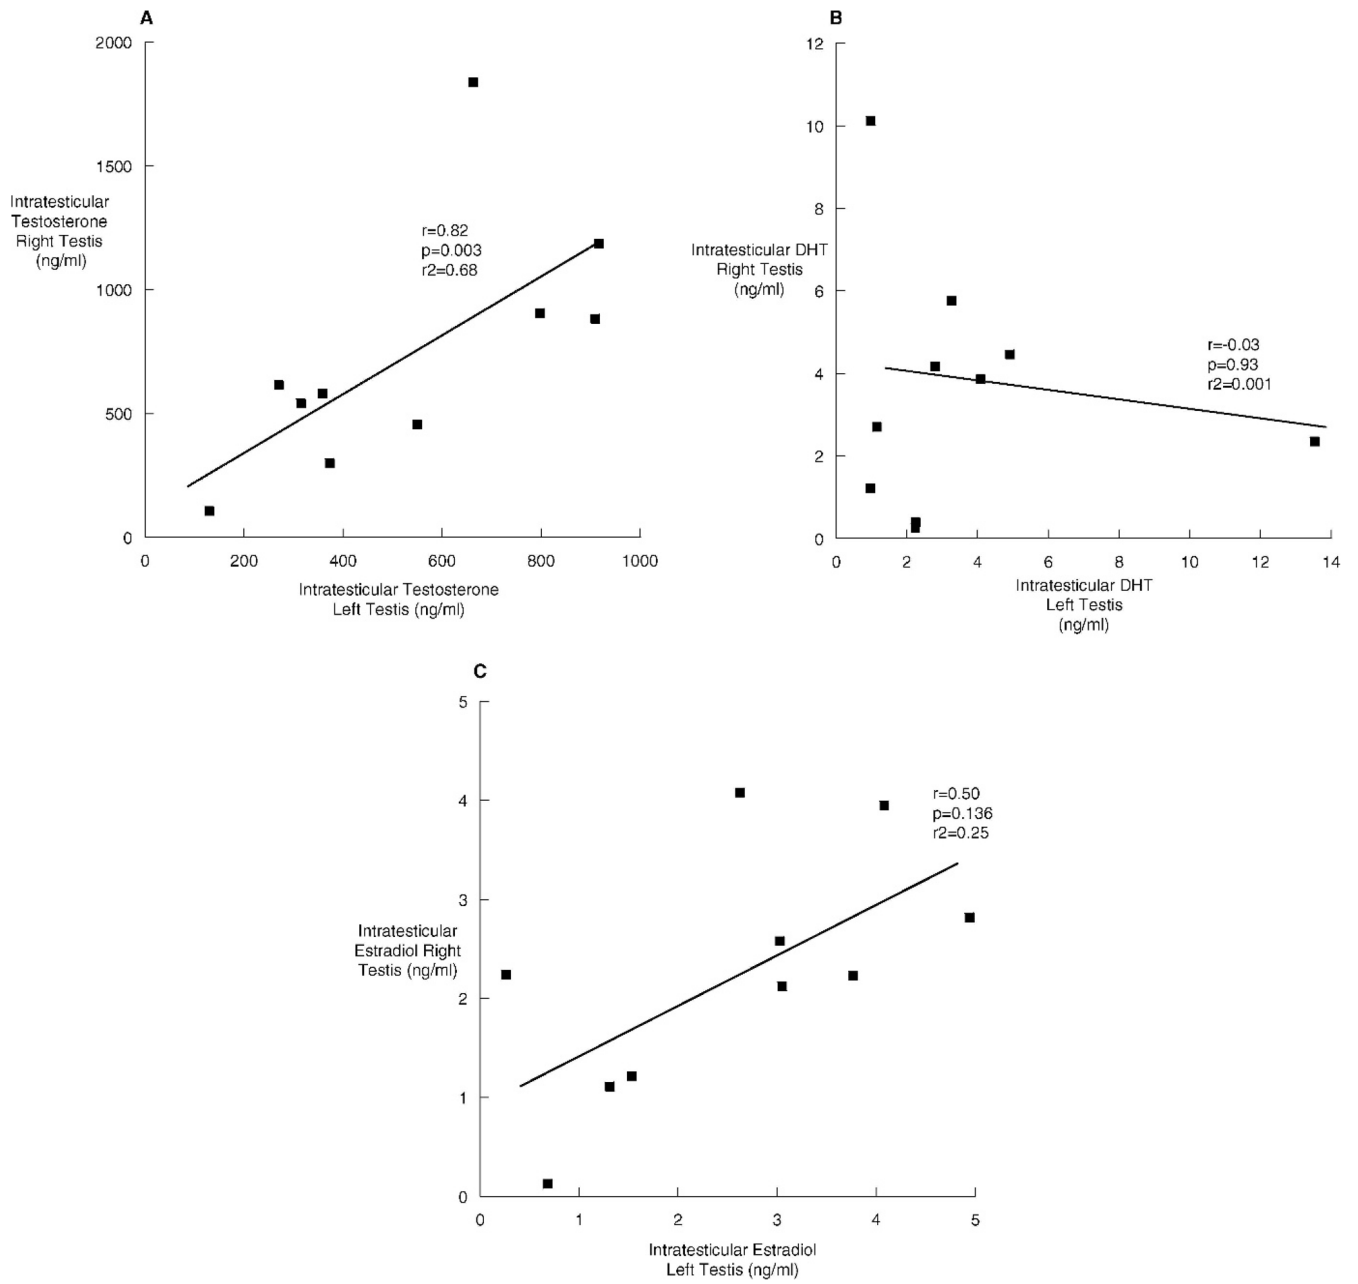 A
2000
1500
1000
500
0
Intratesticular
Testosterone
Right Testis
(ng/ml)
r=0.82
p=0.003
r2=0.68
0 200 400 600 800 1000
Intratesticular Testosterone
Left Testis (ng/ml)
B
12
10
8
6
4
2
0
Intratesticular DHT
Right Testis
(ng/ml)
r=-0.03
p=0.93
r2=0.001
0 2 4 6 8 10 12 14
Intratesticular DHT
Left Testis
(ng/ml)
C
5
4
3
2
1
0
Intratesticular
Estradiol Right
Testis (ng/ml)
r=0.50
p=0.136
r2=0.25
0 1 2 3 4 5
Intratesticular Estradiol
Left Testis (ng/ml)